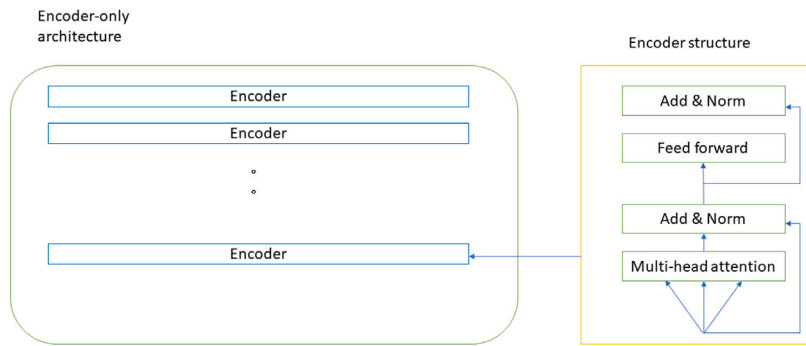 Encoder-only
architecture
Encoder
Encoder
Encoder
Encoder structure
Add & Norm
Feed forward
Add & Norm
Multi-head attention